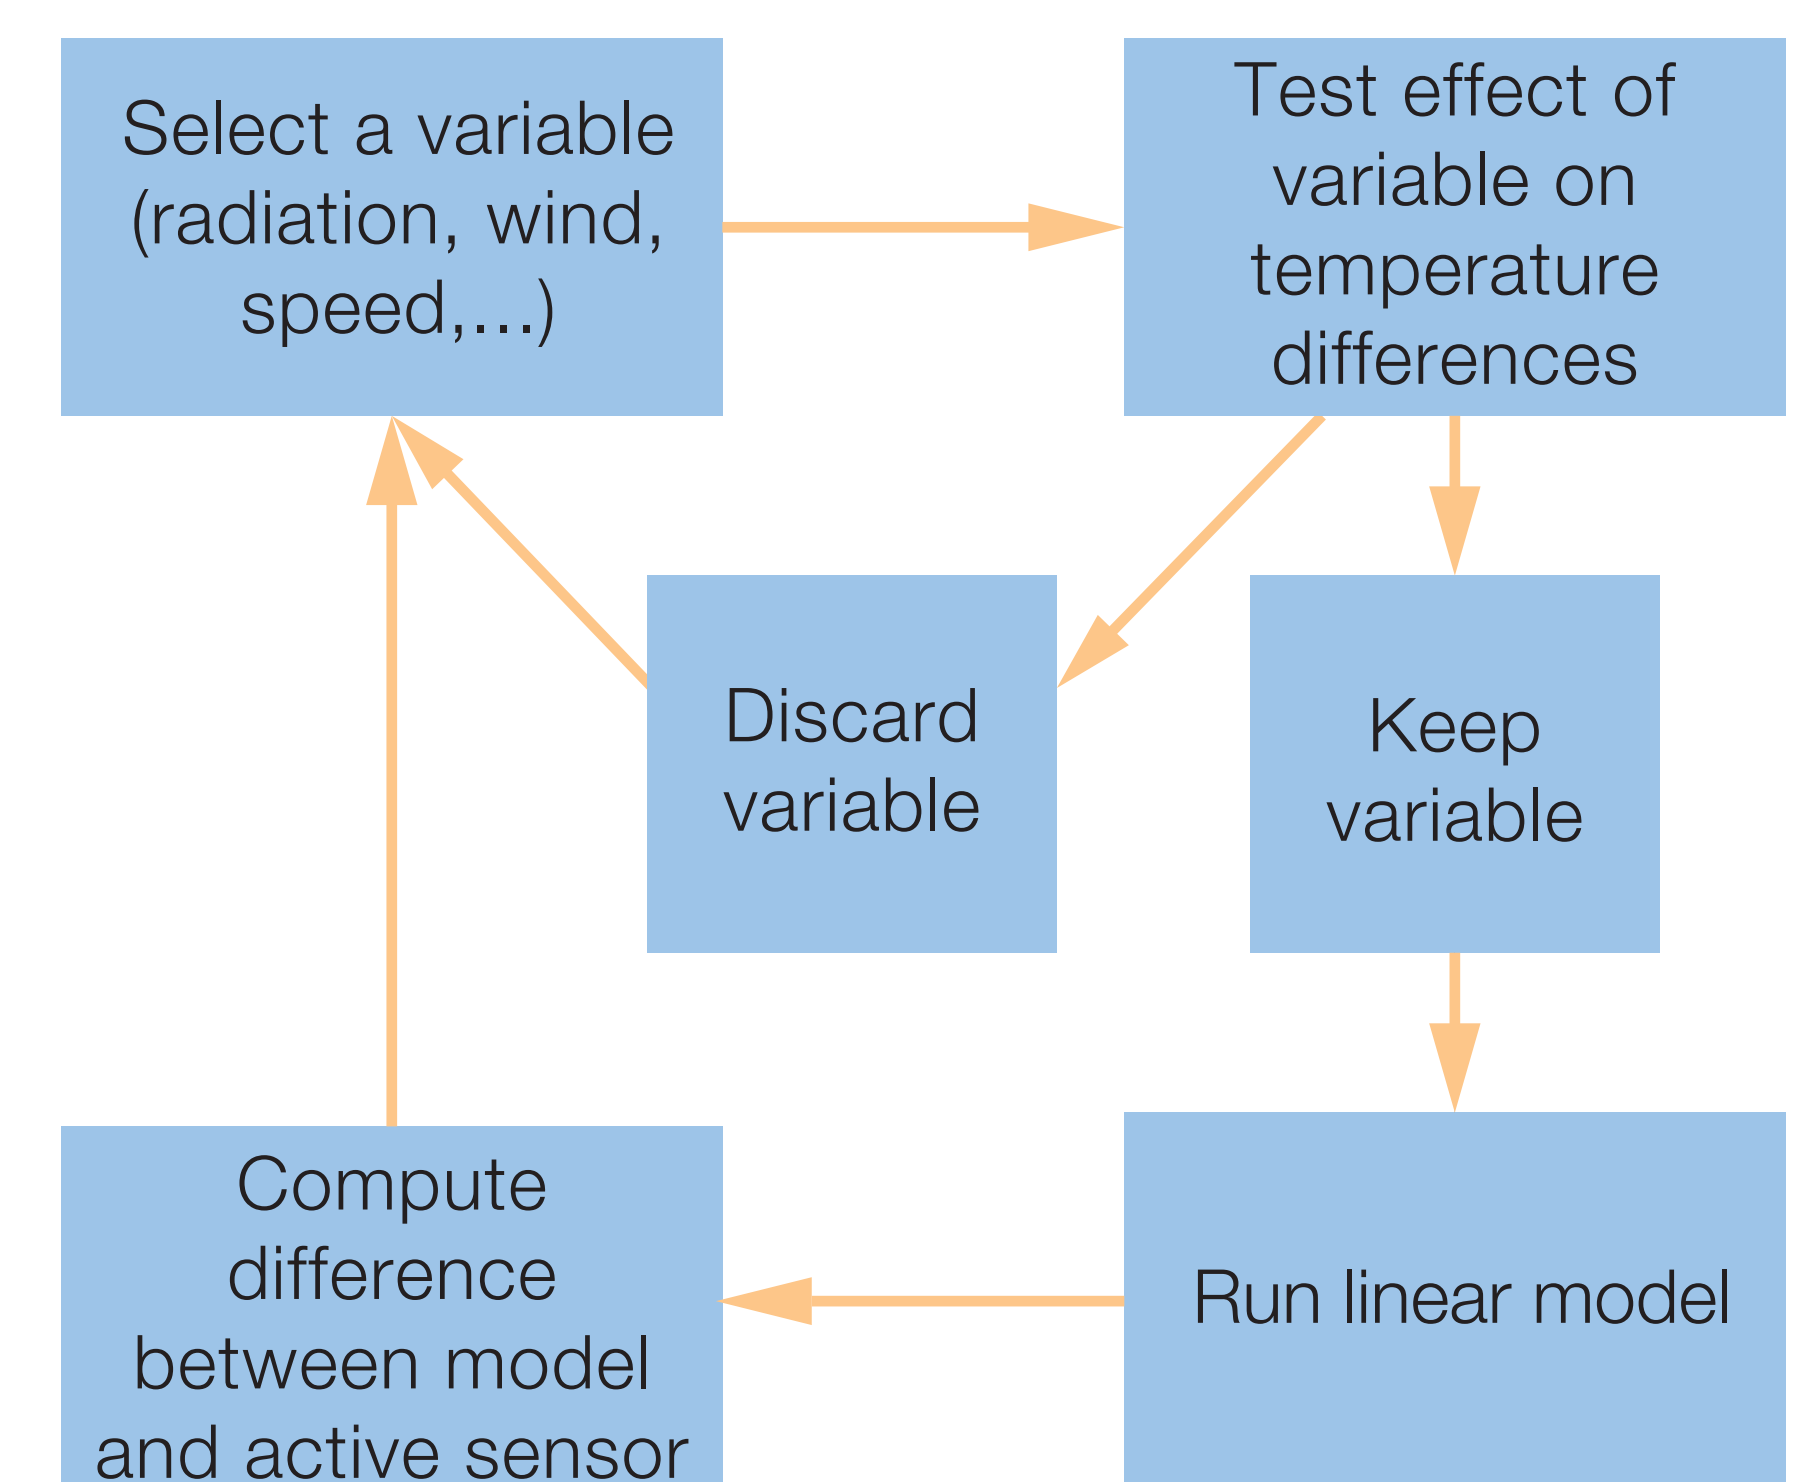 Select a variable
(radiation, wind,
speed,...)
Test effect of
variable on
temperature
differences
Discard
variable
Keep
variable
Compute
difference
between model
and active sensor
Run linear model